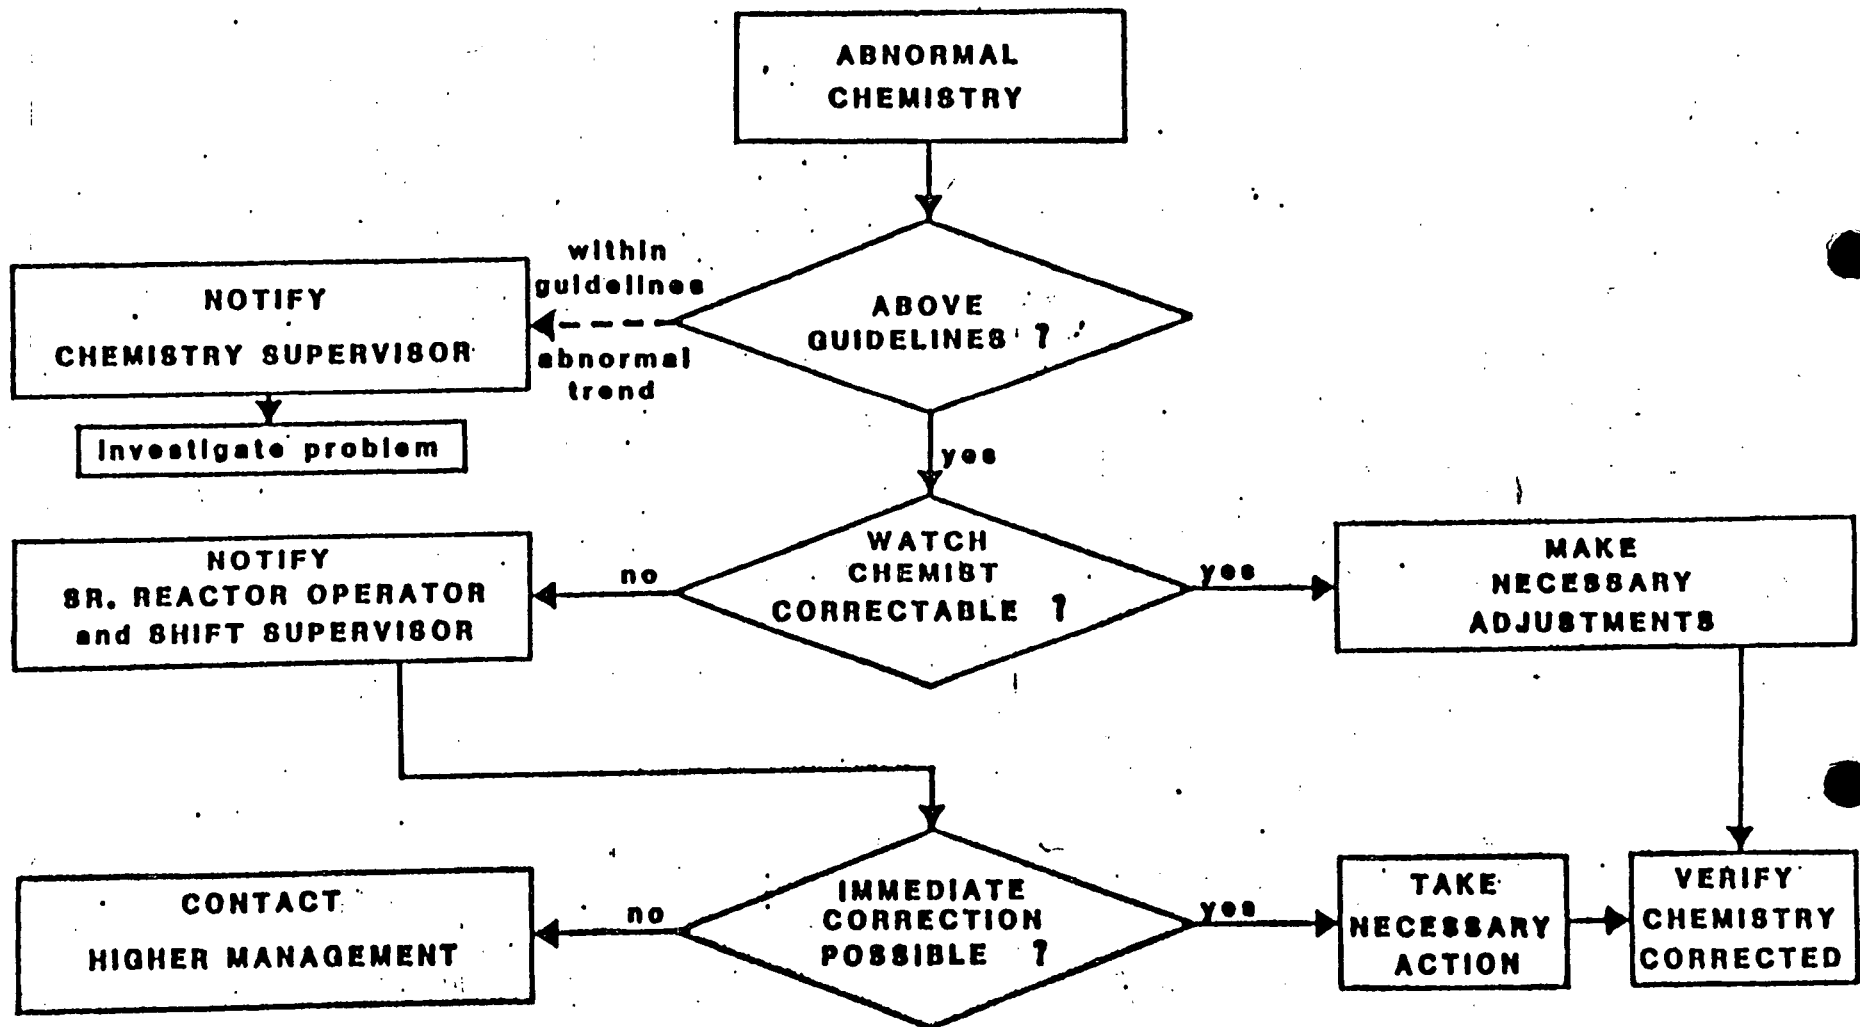 ABNORMAL
CHEMISTRY
within
guidelines
abnormal
trend
NOTIFY
CHEMISTRY SUPERVISOR
ABOVE
GUIDELINES ?
Investigate problem
yes
NOTIFY
SR. REACTOR OPERATOR
and SHIFT SUPERVISOR
no
WATCH
CHEMIST
CORRECTABLE ?
yes
MAKE
NECESSARY
ADJUSTMENTS
CONTACT
HIGHER MANAGEMENT
no
IMMEDIATE
CORRECTION
POSSIBLE ?
yes
TAKE
NECESSARY
ACTION
VERIFY
CHEMISTRY
CORRECTED